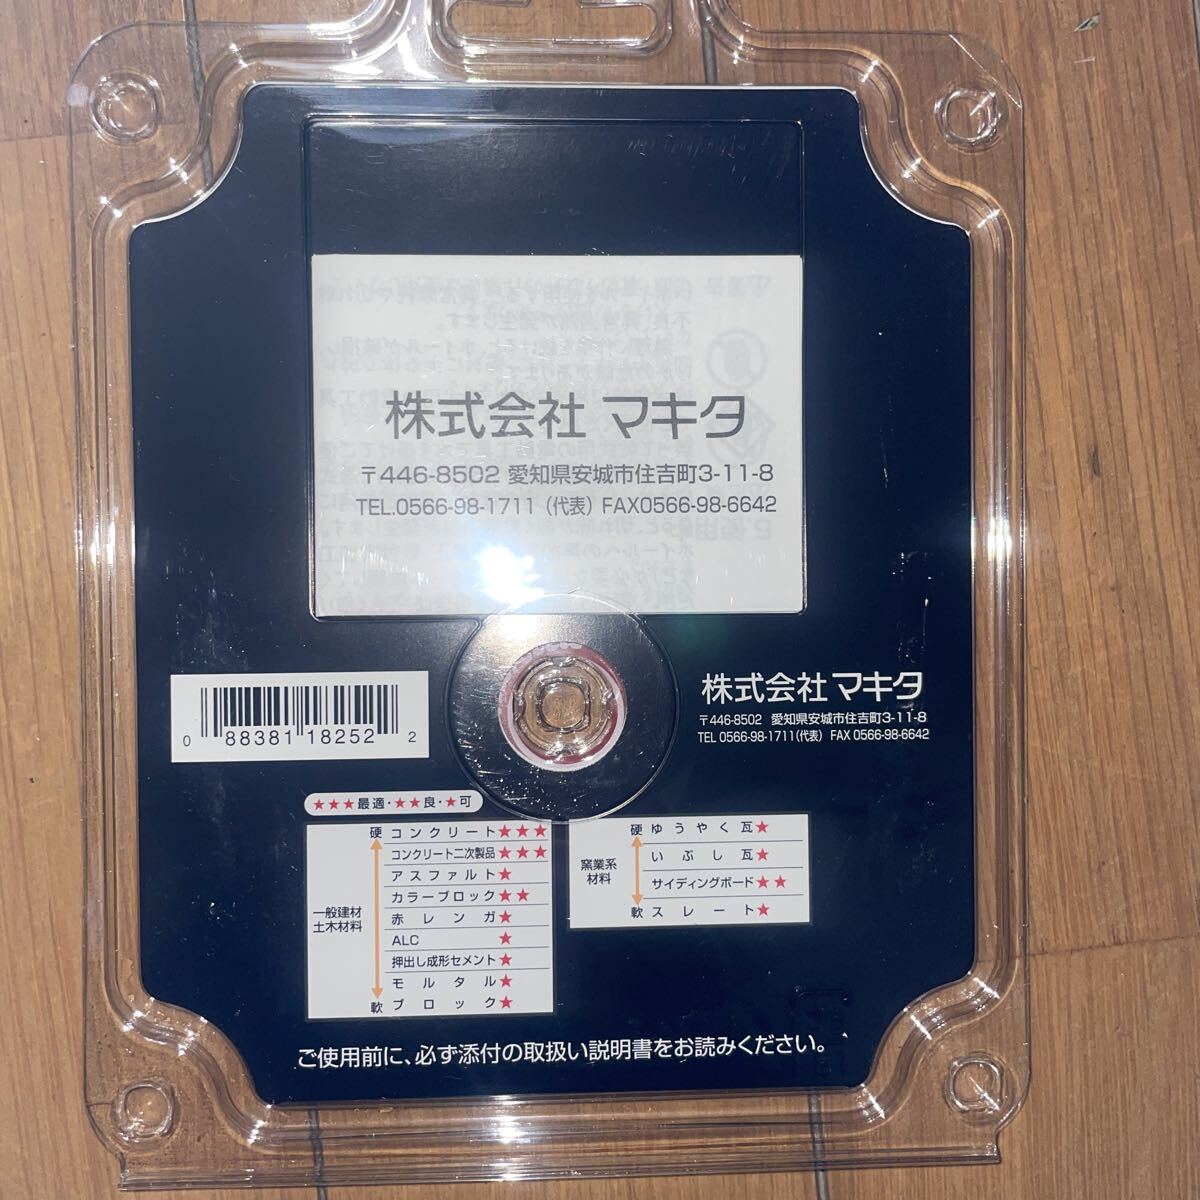 株式会社 マキタ
〒446-8502 愛知県安城市住吉町3-11-8
TEL.0566-98-1711 (代表) FAX0566-98-6642
0 88381 18252 2
株式会社マキタ
〒446-8502 愛知県安城市住吉町3-11-8
TEL 0566-98-1711(代表) FAX 0566-98-6642
★★★最適・★★良・★可
一般建材
土木材料
硬 コンクリート★★★
コンクリート二次製品★★★
アスファルト★
カラーブロック★★
赤レンガ★
ALC ★
押出し成形セメント★
モルタル★
軟 ブロック★
窯業系
材料
硬 ゆうやく瓦★
いぶし瓦★
サイディングボード★★
軟 スレート★
ご使用前に、必ず添付の取扱い説明書をお読みください。